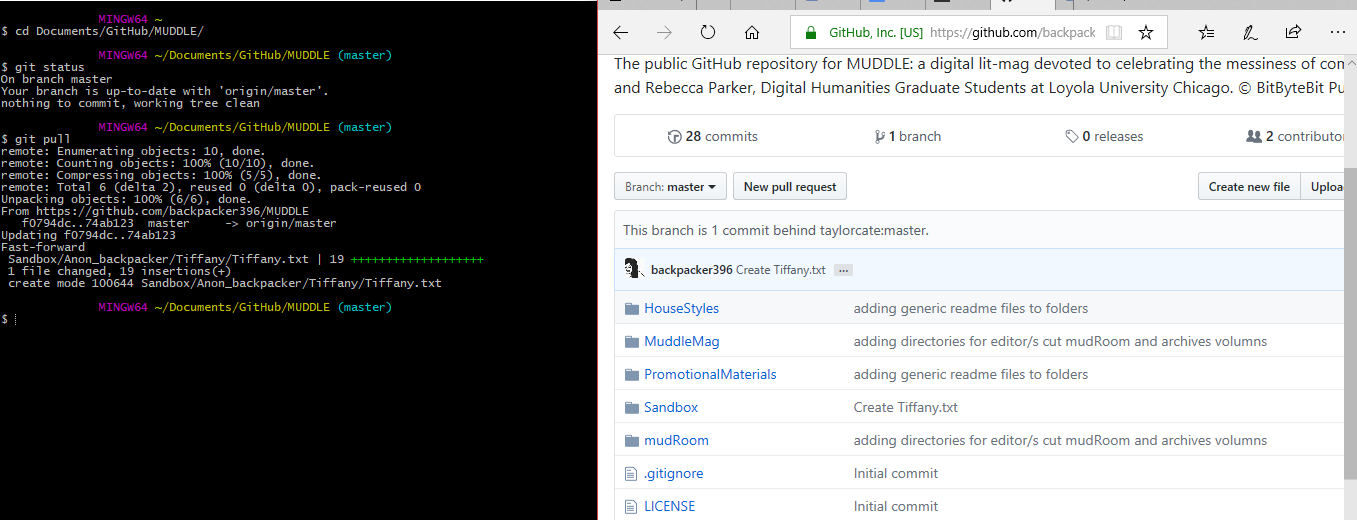 MINGW64 ~
$ cd Documents/GitHub/MUDDLE/
MINGW64 ~/Documents/GitHub/MUDDLE (master)
$ git status
On branch master
Your branch is up-to-date with 'origin/master'.
nothing to commit, working tree clean
MINGW64 ~/Documents/GitHub/MUDDLE (master)
$ git pull
remote: Enumerating objects: 10, done.
remote: Counting objects: 100% (10/10), done.
remote: Compressing objects: 100% (5/5), done.
remote: Total 6 (delta 2), reused 0 (delta 0), pack-reused 0
Unpacking objects: 100% (6/6), done.
From https://github.com/backpacker396/MUDDLE
f0794dc..74ab123 master -> origin/master
Updating f0794dc..74ab123
Fast-forward
Sandbox/Anon_backpacker/Tiffany/Tiffany.txt | 19 +++++++++++++++++++
1 file changed, 19 insertions(+)
create mode 100644 Sandbox/Anon_backpacker/Tiffany/Tiffany.txt
MINGW64 ~/Documents/GitHub/MUDDLE (master)
$
GitHub, Inc. [US] https://github.com/backpack
The public GitHub repository for MUDDLE: a digital lit-mag devoted to celebrating the messiness of com
and Rebecca Parker, Digital Humanities Graduate Students at Loyola University Chicago. © BitByteBit Pu
28 commits 1 branch 0 releases 2 contributor
Branch: master New pull request Create new file Uploa
This branch is 1 commit behind taylorcate:master.
backpacker396 Create Tiffany.txt ...
HouseStyles adding generic readme files to folders
MuddleMag adding directories for editor/s cut mudRoom and archives volumns
PromotionalMaterials adding generic readme files to folders
Sandbox Create Tiffany.txt
mudRoom adding directories for editor/s cut mudRoom and archives volumns
.gitignore Initial commit
LICENSE Initial commit